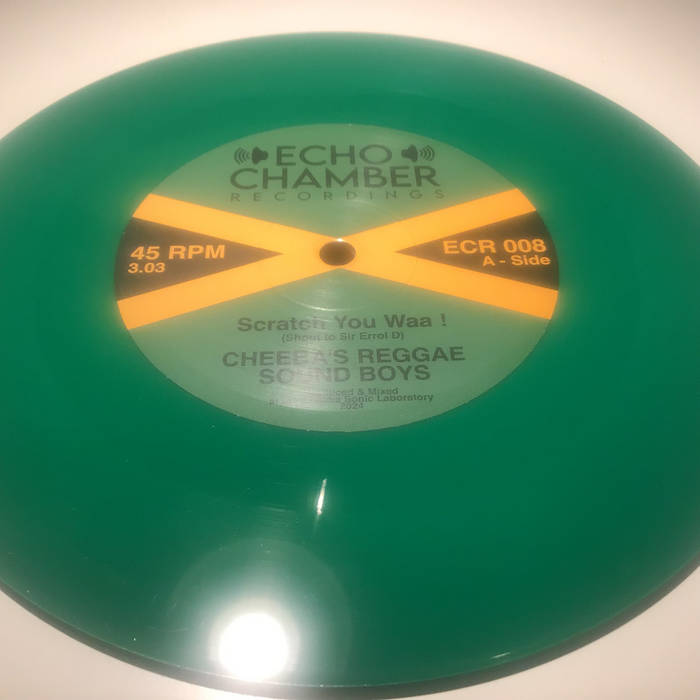 ECHO
CHAMBER
RECORDINGS
45 RPM
3.03
ECR 008
A - Side
Scratch You Waa !
(Shout to Sir Errol D)
CHEEBA'S REGGAE
SOUND BOYS
& Mixed
Sonic Laboratory
2024